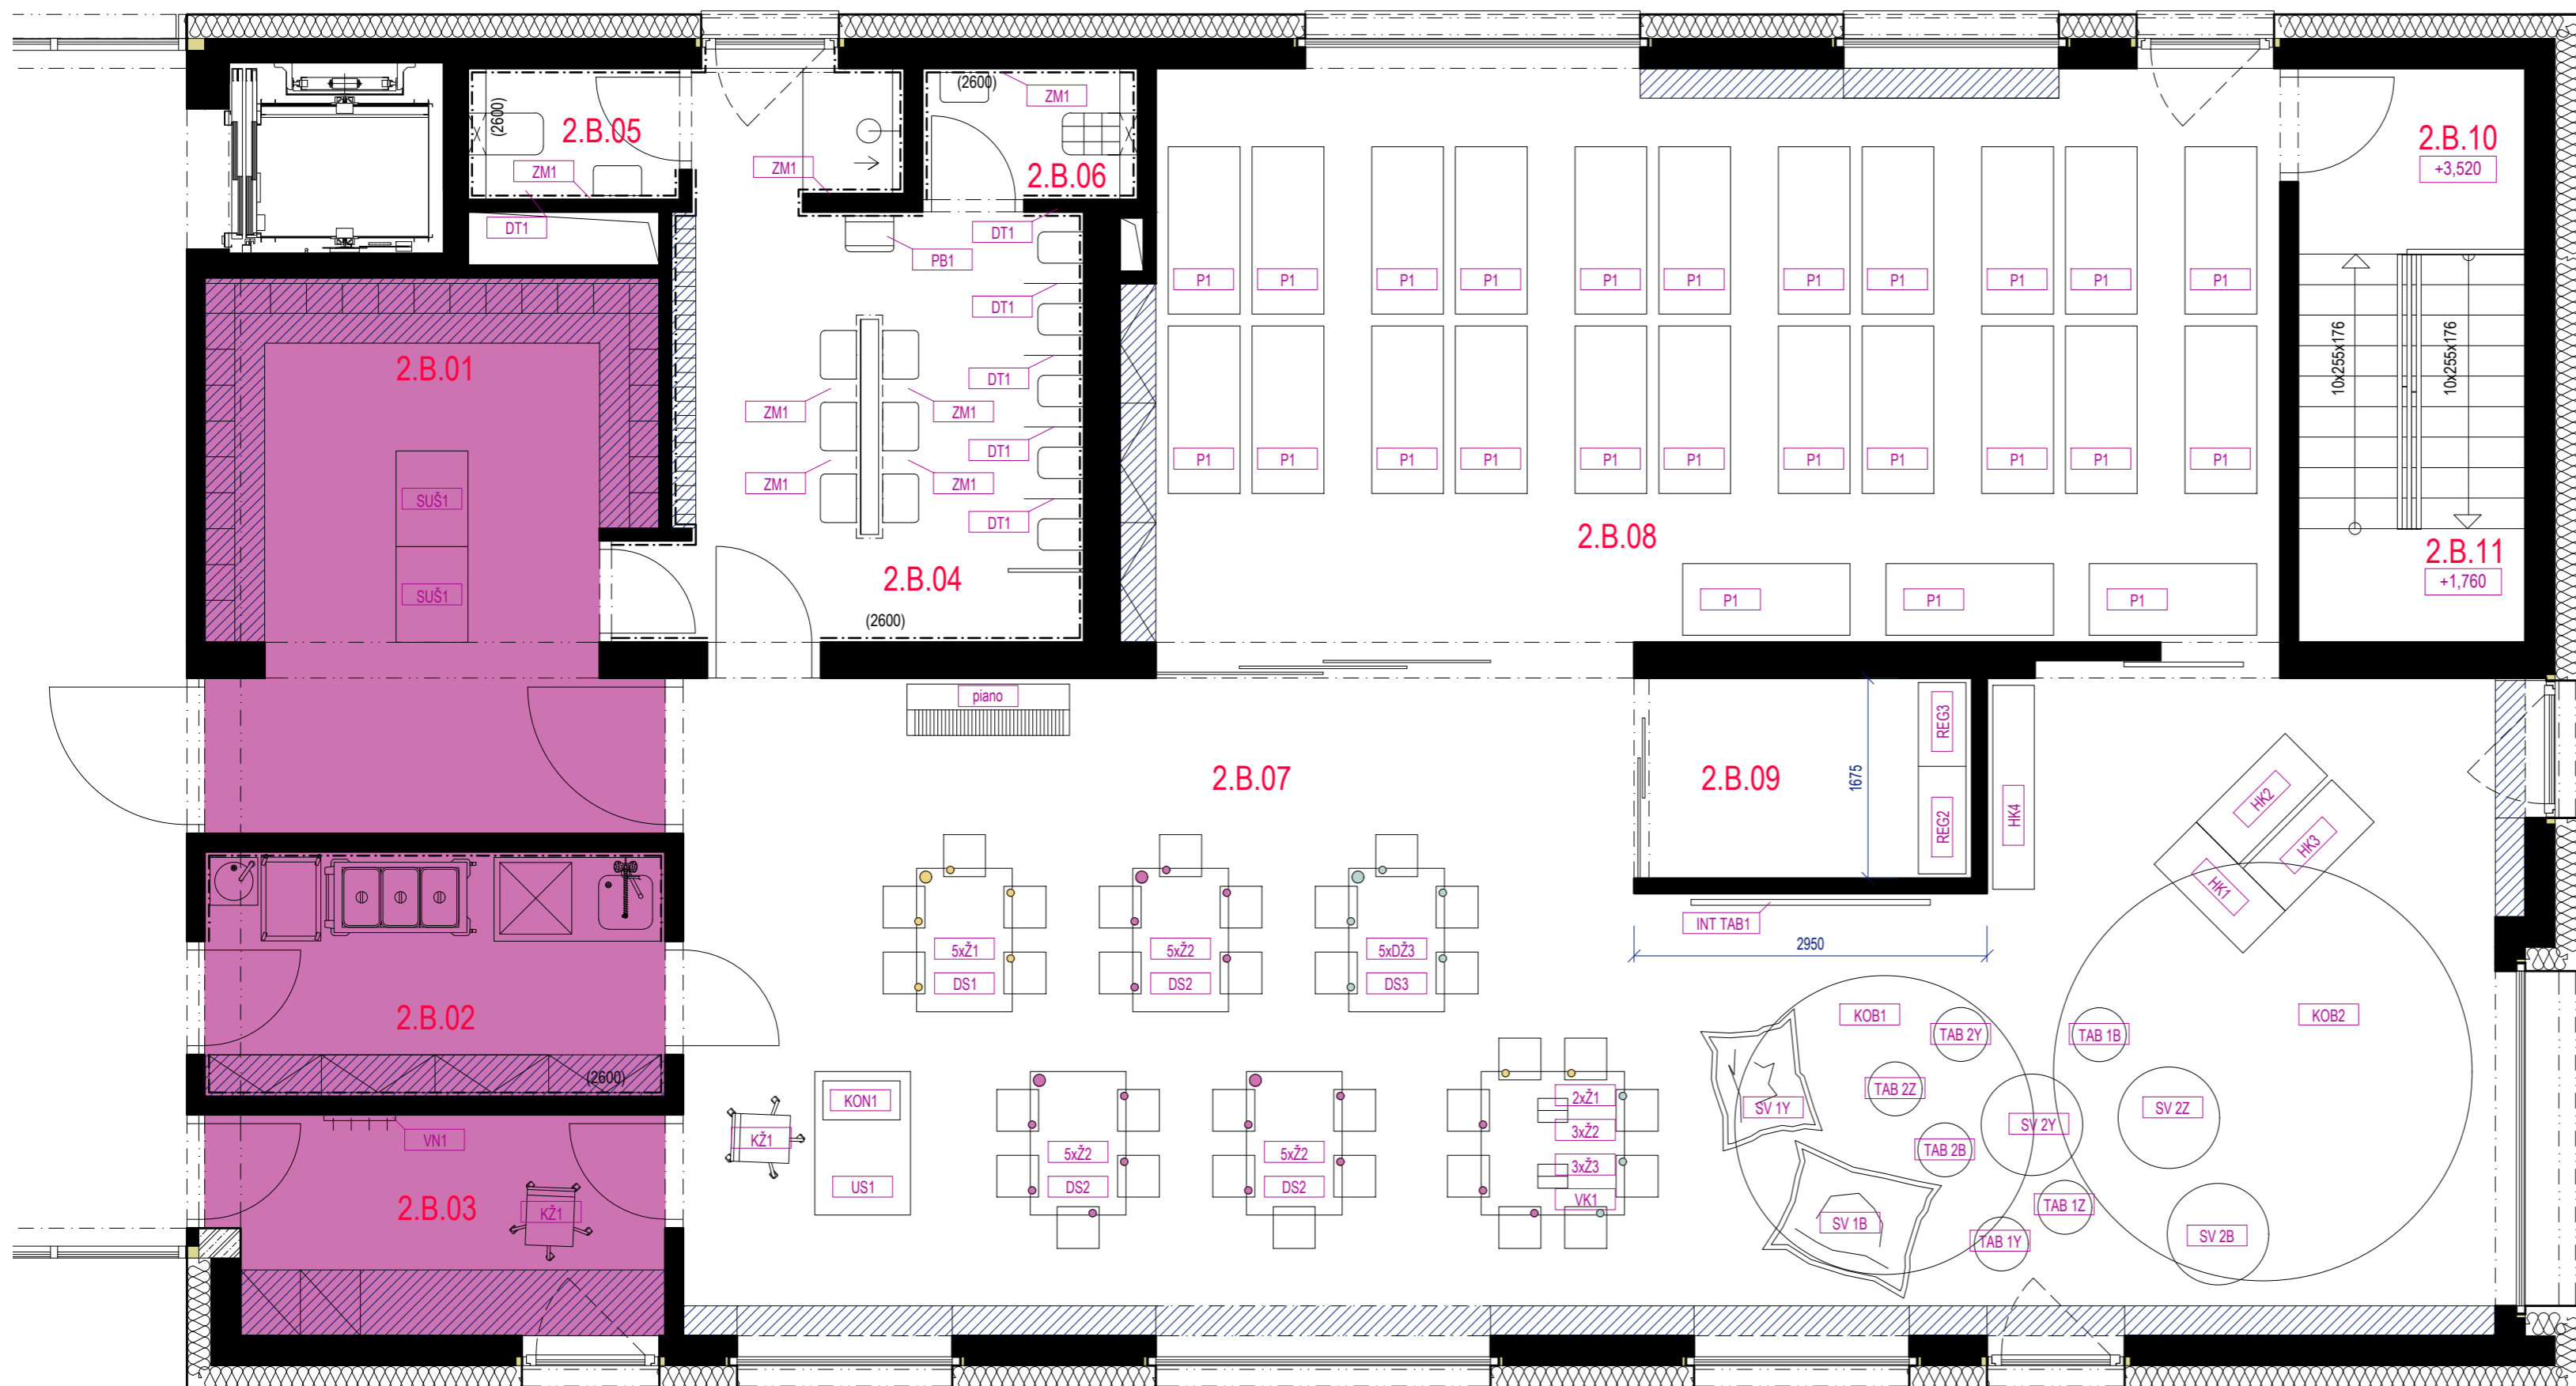 (2600)
2.B.05
ZM1
DT1
(2600)
ZM1
ZM1
2.B.06
2.B.10
+3,520
DT1
PB1
P1
P1
P1
P1
P1
P1
P1
P1
P1
P1
P1
DT1
2.B.01
DT1
10x255x176
10x255x176
ZM1
ZM1
DT1
P1
P1
P1
P1
P1
P1
P1
P1
P1
P1
P1
ZM1
ZM1
SUŠ1
DT1
2.B.08
2.B.11
+1,760
2.B.04
SUŠ1
P1
P1
P1
(2600)
piano
REG3
2.B.07
2.B.09
1675
HK4
HK2
REG2
HK3
HK1
INT TAB1
5xŽ1
5xŽ2
5xDŽ3
2950
DS1
DS2
DS3
2.B.02
KOB1
KOB2
TAB 2Y
TAB 1B
(2600)
TAB 2Z
KON1
2xŽ1
SV 1Y
SV 2Z
VN1
KŽ1
3xŽ2
SV 2Y
5xŽ2
5xŽ2
TAB 2B
3xŽ3
US1
DS2
DS2
VK1
2.B.03
KŽ1
TAB 1Z
SV 1B
SV 2B
TAB 1Y